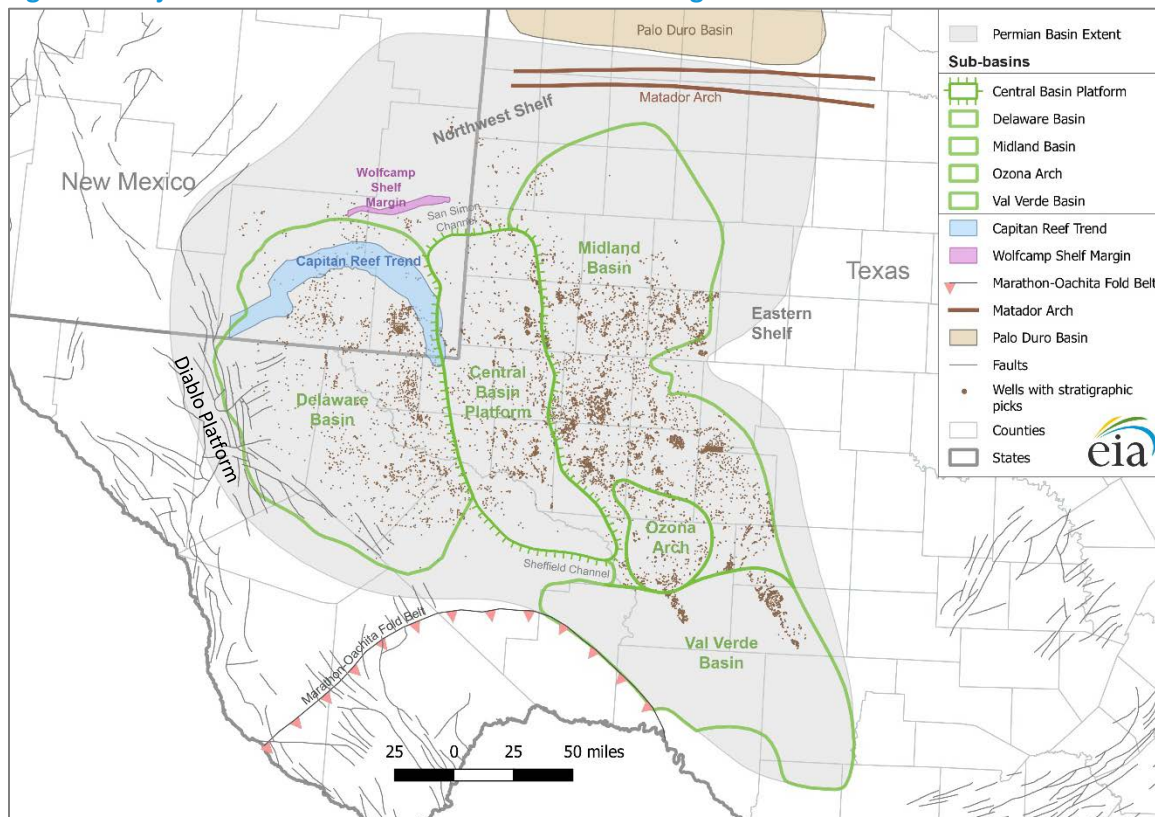 Palo Duro Basin
Matador Arch
Northwest Shelf
New Mexico
Wolfcamp
Shelf
Margin
San Simon
Channel
Capitan Reef Trend
Midland
Basin
Texas
Eastern
Shelf
Diablo Platform
Delaware
Basin
Central
Basin
Platform
Ozona
Arch
Sheffield Channel
Val Verde
Basin
Marathon-Oachita Fold Belt
25 0 25 50 miles
Permian Basin Extent
Sub-basins
Central Basin Platform
Delaware Basin
Midland Basin
Ozona Arch
Val Verde Basin
Capitan Reef Trend
Wolfcamp Shelf Margin
Marathon-Oachita Fold Belt
Matador Arch
Palo Duro Basin
Faults
Wells with stratigraphic
picks
Counties
States
eia